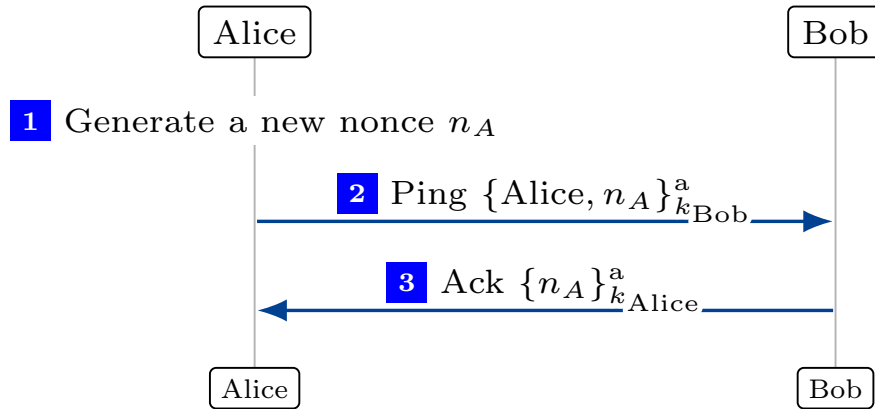 Alice Bob
1 Generate a new nonce n_A
2 Ping {Alice, n_A}^a_{k_Bob}
3 Ack {n_A}^a_{k_Alice}
Alice Bob